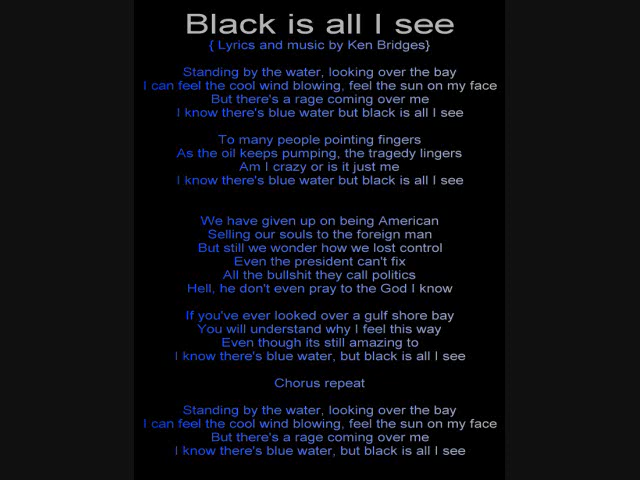 Black is all I see
{ Lyrics and music by Ken Bridges}
Standing by the water, looking over the bay
I can feel the cool wind blowing, feel the sun on my face
But there's a rage coming over me
I know there's blue water but black is all I see
To many people pointing fingers
As the oil keeps pumping, the tragedy lingers
Am I crazy or is it just me
I know there's blue water but black is all I see
We have given up on being American
Selling our souls to the foreign man
But still we wonder how we lost control
Even the president can't fix
All the bullshit they call politics
Hell, he don't even pray to the God I know
If you've ever looked over a gulf shore bay
You will understand why I feel this way
Even though its still amazing to
I know there's blue water, but black is all I see
Chorus repeat
Standing by the water, looking over the bay
I can feel the cool wind blowing, feel the sun on my face
But there's a rage coming over me
I know there's blue water, but black is all I see